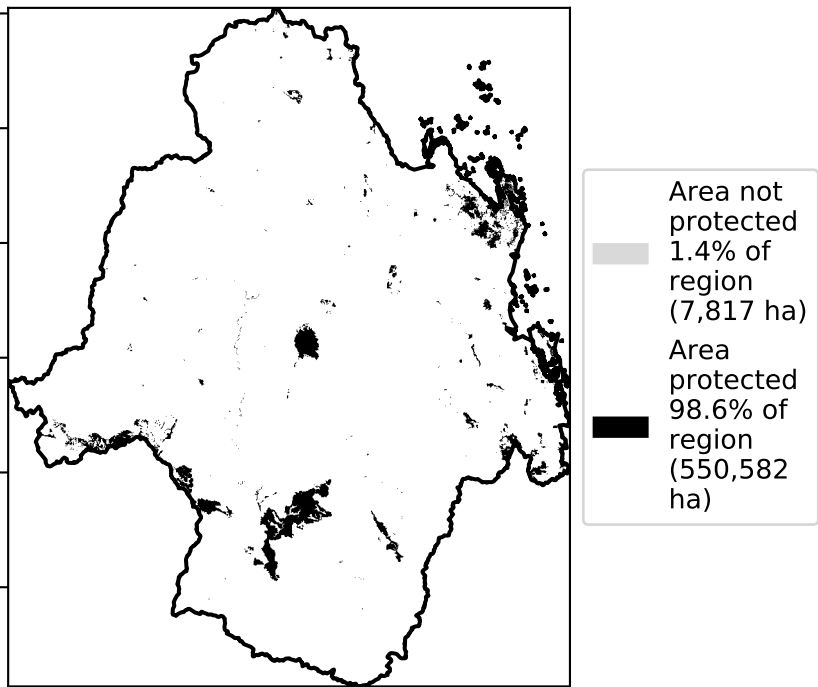 Area not
protected
1.4% of
region
(7,817 ha)
Area
protected
98.6% of
region
(550,582
ha)